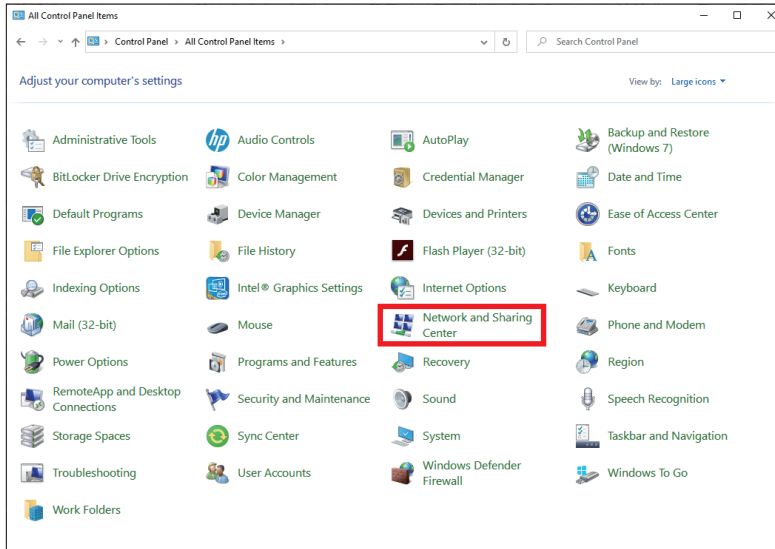 All Control Panel Items
Control Panel > All Control Panel Items >
Search Control Panel
Adjust your computer's settings
View by: Large icons
Administrative Tools
hp
Audio Controls
AutoPlay
Backup and Restore
(Windows 7)
BitLocker Drive Encryption
Color Management
Credential Manager
Date and Time
Default Programs
Device Manager
Devices and Printers
Ease of Access Center
File Explorer Options
File History
Flash Player (32-bit)
A
Fonts
Indexing Options
Intel® Graphics Settings
Internet Options
Keyboard
Mail (32-bit)
Mouse
Network and Sharing
Center
Phone and Modem
Power Options
Programs and Features
Recovery
Region
RemoteApp and Desktop
Connections
Security and Maintenance
Sound
Speech Recognition
Storage Spaces
Sync Center
System
Taskbar and Navigation
Troubleshooting
User Accounts
Windows Defender
Firewall
Windows To Go
Work Folders